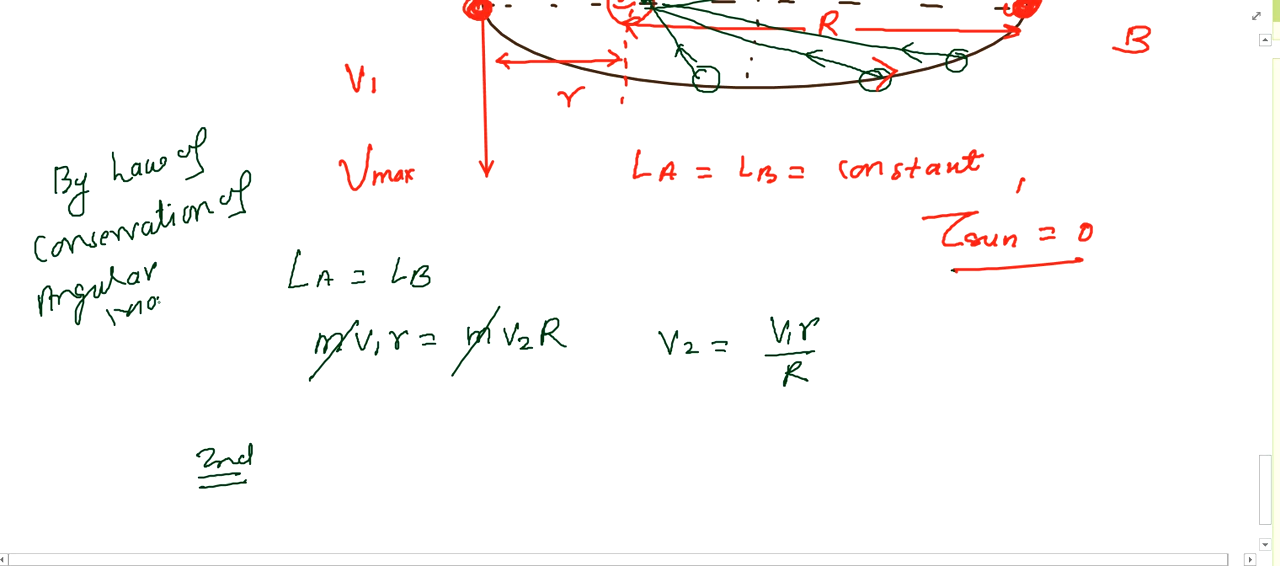 R
B
r
V1
Vmax
LA = LB = constant,
τsun = 0
By Law of
Conservation of
Angular
LA = LB
mv1r = mv2R
v2 = v1r/R
2nd